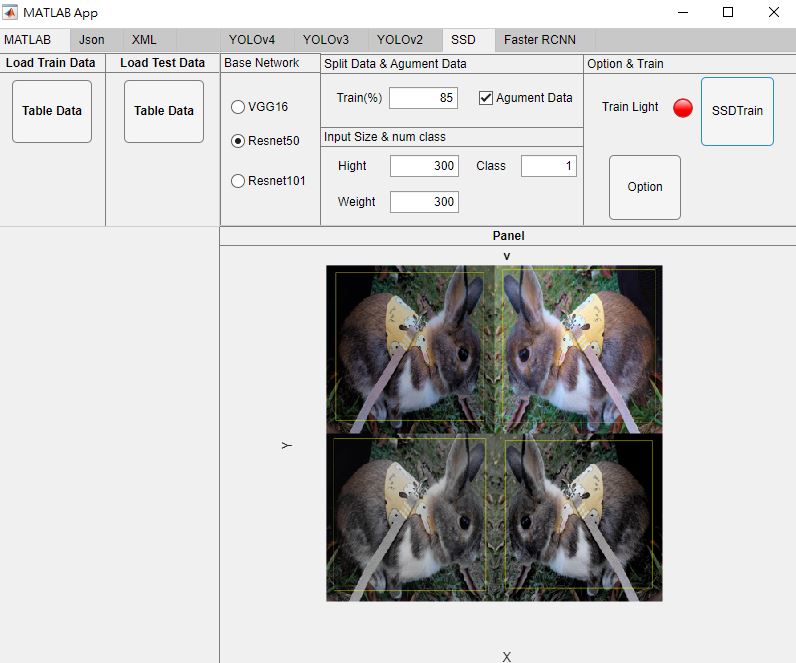 MATLAB App
MATLAB Json XML YOLOv4 YOLOv3 YOLOv2 SSD Faster RCNN
Load Train Data Load Test Data Base Network Split Data & Agument Data Option & Train
Table Data Table Data VGG16 Train(%) 85 Agument Data Train Light SSDTrain
Resnet50 Input Size & num class
Resnet101 Hight 300 Class 1 Option
Weight 300
Panel
v
Y
X